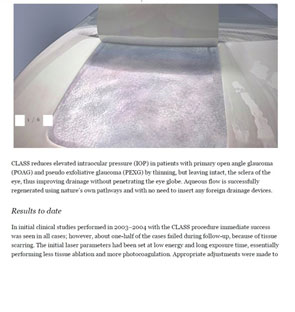 CLASS reduces elevated intraocular pressure (IOP) in patients with primary open angle glaucoma
(POAG) and pseudo exfoliative glaucoma (PEXG) by thinning, but leaving intact, the sclera of the
eye, thus improving drainage without penetrating the eye globe. Aqueous flow is successfully
regenerated using nature's own pathways and with no need to insert any foreign drainage devices.
Results to date
In initial clinical studies performed in 2003–2004 with the CLASS procedure immediate success
was seen in all cases; however, about one-half of the cases failed during follow-up, because of tissue
scarring. The initial laser parameters had been set at low energy and long exposure time, essentially
performing less tissue ablation and more photocoagulation. Appropriate adjustments were made to